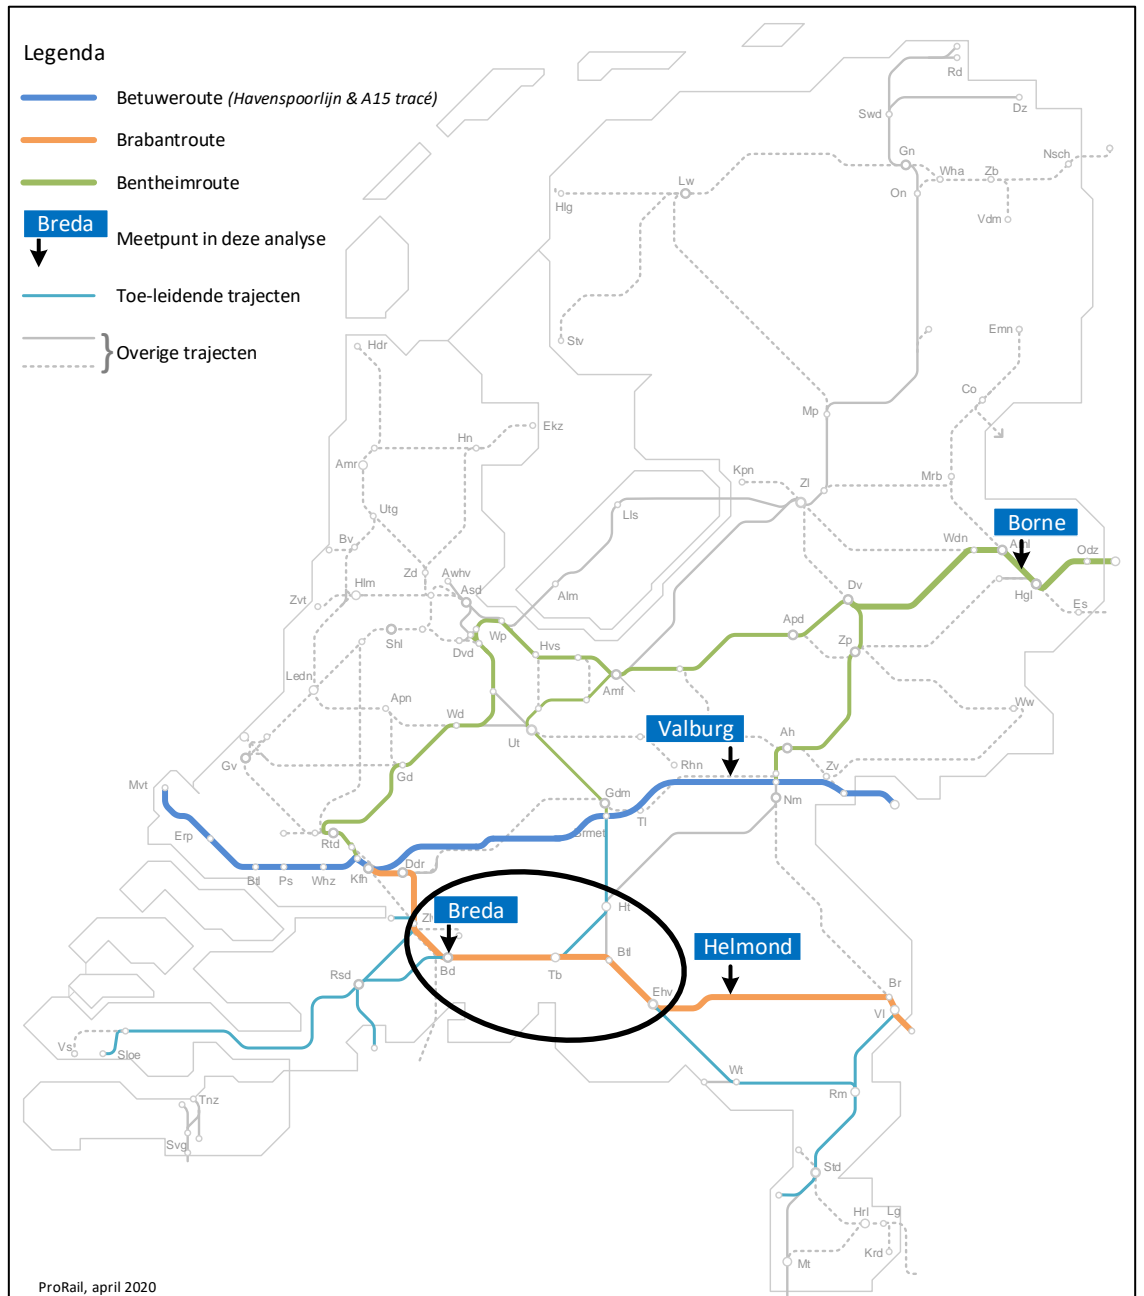 Legenda
Betuweroute (Havenspoorlijn & A15 tracé)
Brabantroute
Bentheimroute
Breda
Meetpunt in deze analyse
Toe-leidende trajecten
Overige trajecten
Rd
Swd
Dz
Gn
Nsch
Wha
Zb
Lw
On
Hlg
Vdm
Stv
Emn
Hdr
Co
Mp
Hn
Ekz
Amr
Kpn
Mrb
Zl
Lls
Utg
Borne
Wdn
Bv
Odz
Zd
Awhv
Hlm
Asd
Alm
Hgl
Zvt
Dv
Es
Apd
Wp
Shl
Zp
Dvd
Hvs
Ledn
Amf
Apn
Ww
Wd
Valburg
Ut
Ah
Gv
Rhn
Zv
Gd
Mvt
Nm
Gdm
Tl
Erp
Rtd
Btl
Ps
Whz
Kfh
Ddr
Breda
Ht
Helmond
Btl
Bd
Tb
Rsd
Ehv
Br
Vl
Vs
Sloe
Wt
Rm
Tnz
Svg
Std
Hrl
Lg
Krd
Mt
ProRail, april 2020